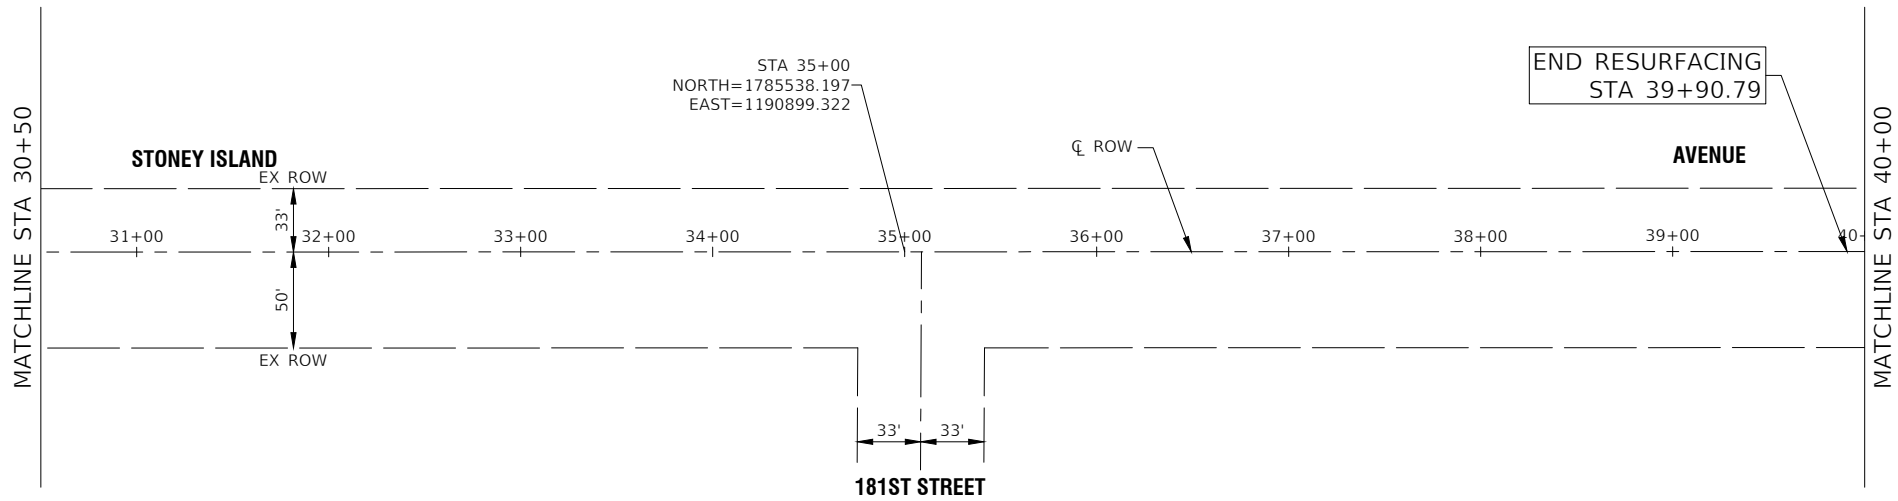 STA 35+00
NORTH=1785538.197
EAST=1190899.322
END RESURFACING
STA 39+90.79
MATCHLINE STA 30+50
STONEY ISLAND
EX ROW
℄ ROW
AVENUE
MATCHLINE STA 40+00
33'
31+00
32+00
33+00
34+00
35+00
36+00
37+00
38+00
39+00
40-
50'
EX ROW
33'
33'
181ST STREET